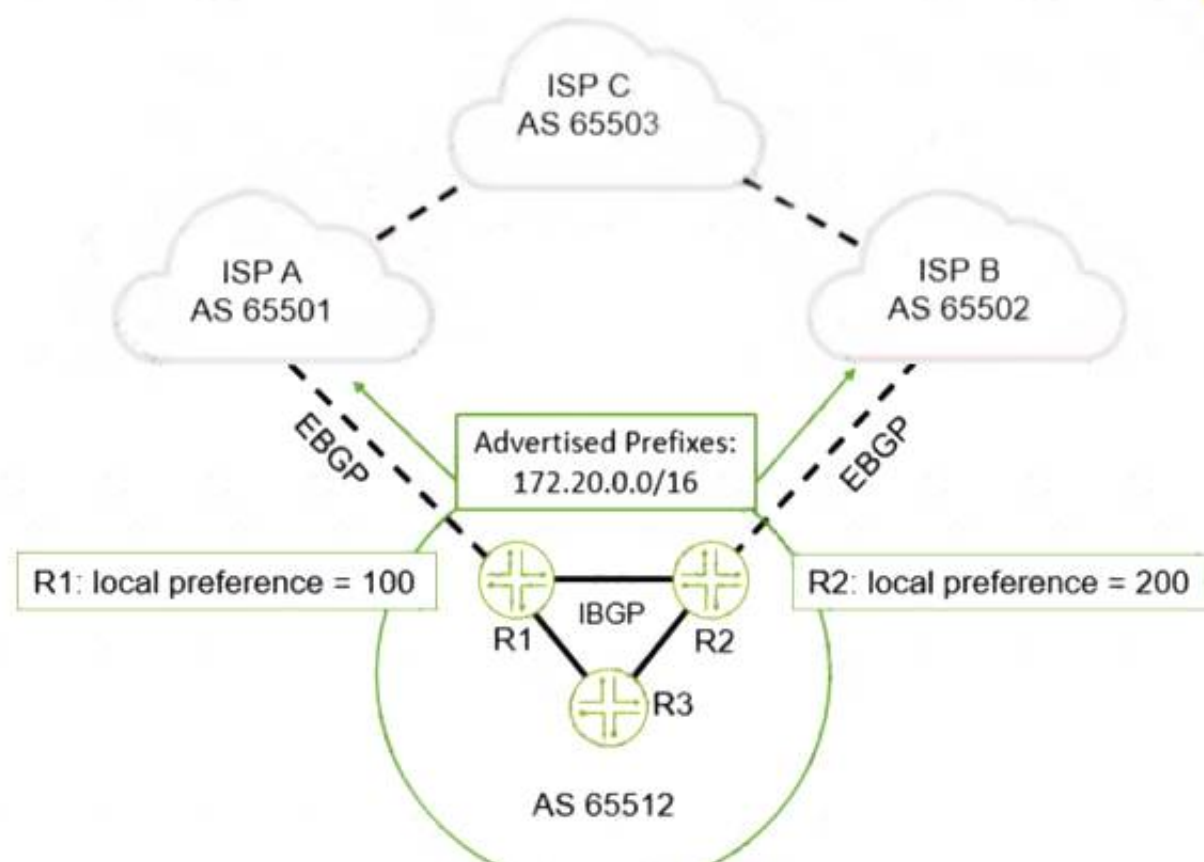 ISP C
AS 65503
ISP A
AS 65501
ISP B
AS 65502
EBGP
Advertised Prefixes:
172.20.0.0/16
EBGP
R1: local preference = 100
R2: local preference = 200
IBGP
R1
R2
R3
AS 65512